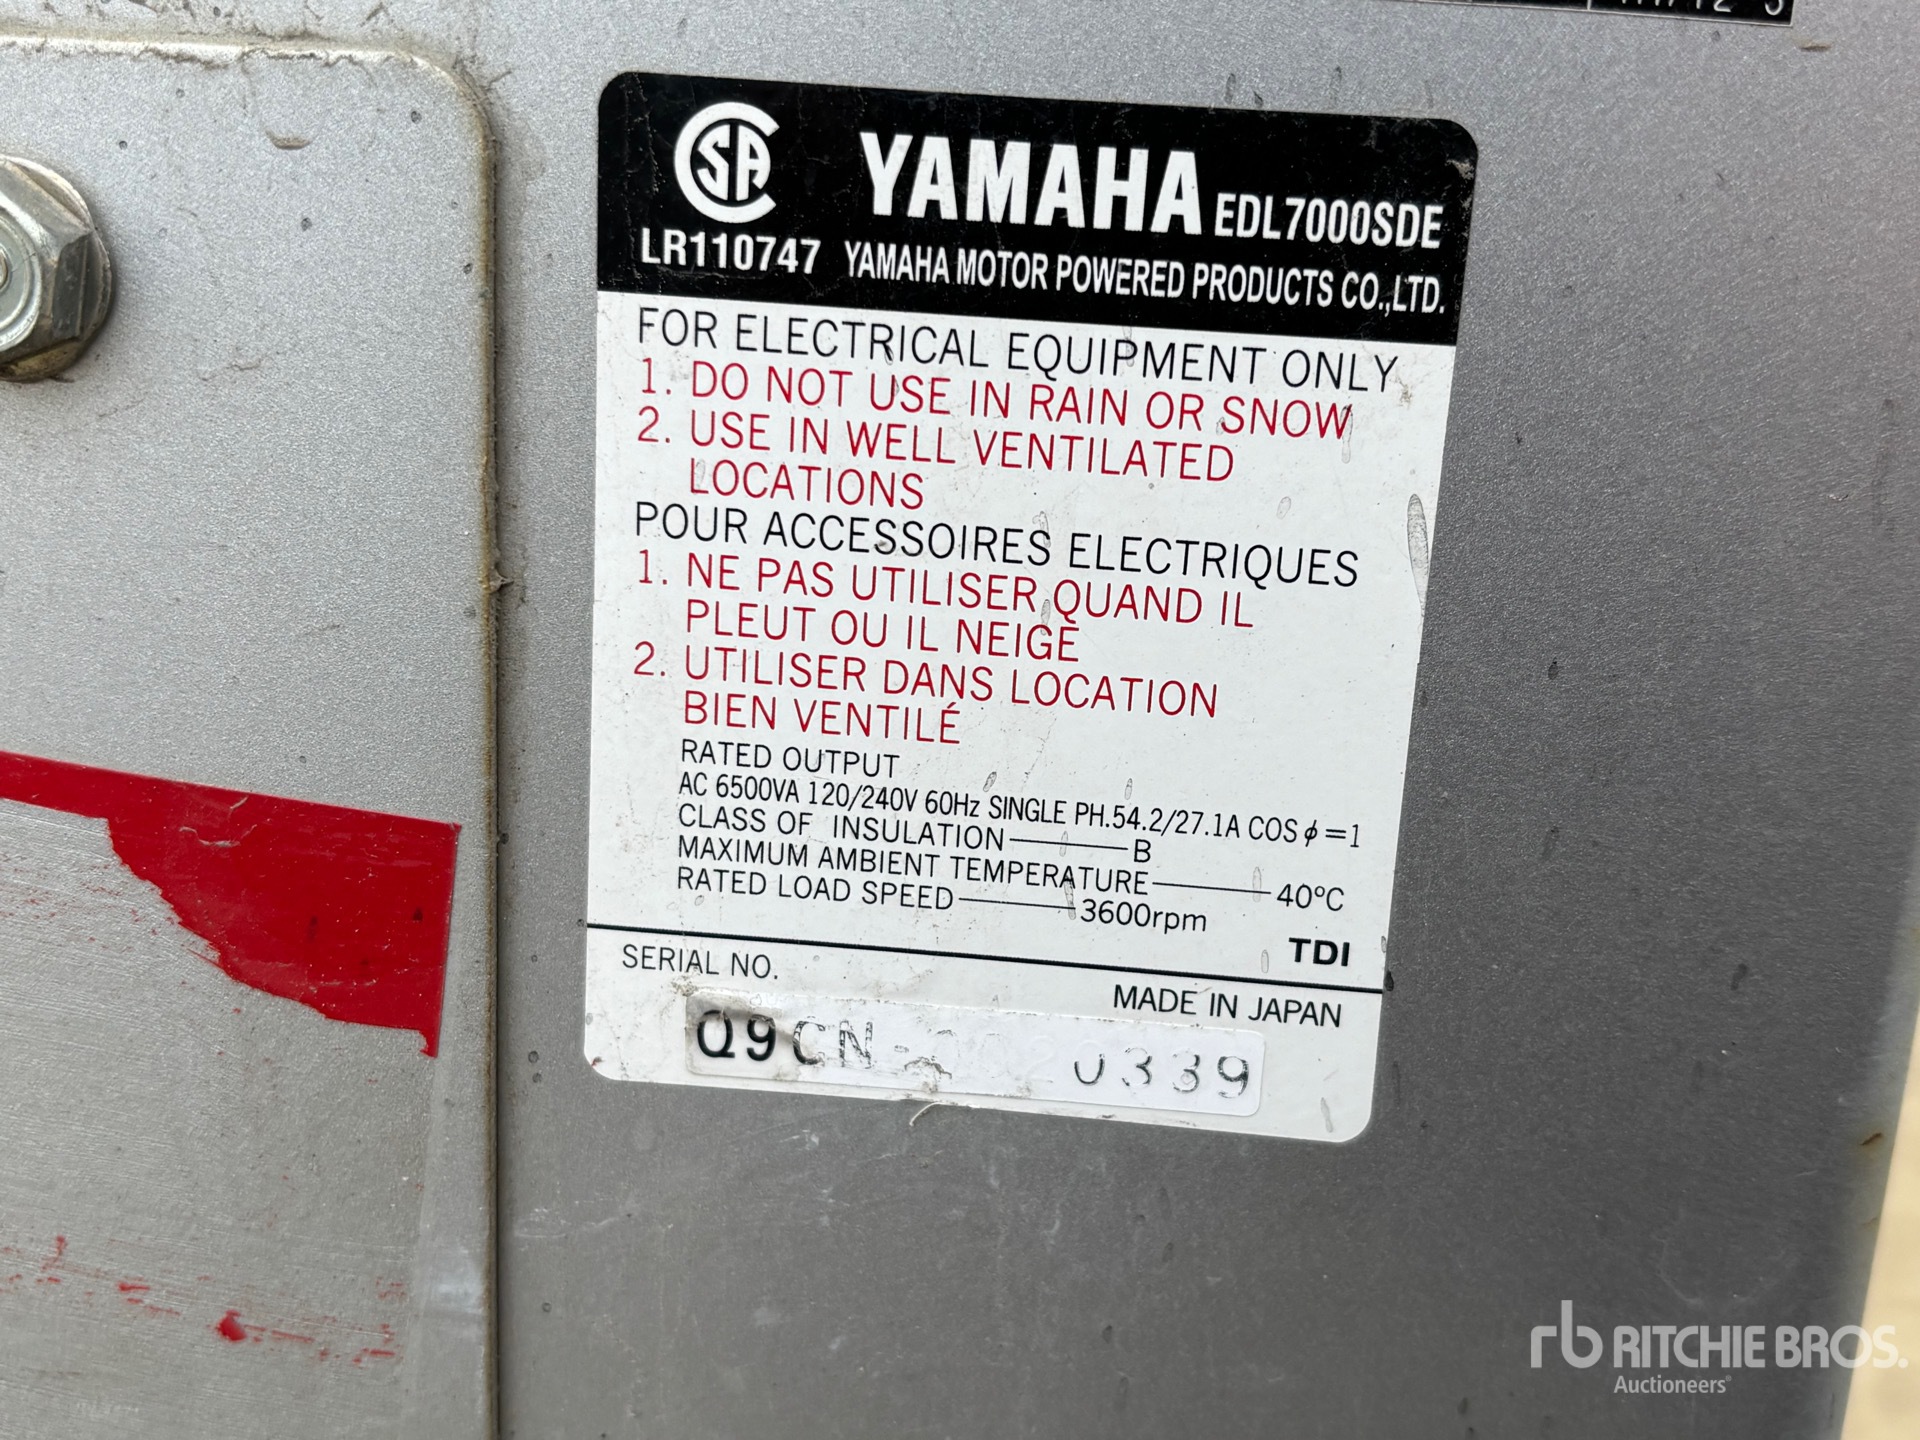 YAMAHA EDL7000SDE
LR110747 YAMAHA MOTOR POWERED PRODUCTS CO.,LTD.
FOR ELECTRICAL EQUIPMENT ONLY
1. DO NOT USE IN RAIN OR SNOW
2. USE IN WELL VENTILATED
LOCATIONS
POUR ACCESSOIRES ELECTRIQUES
1. NE PAS UTILISER QUAND IL
PLEUT OU IL NEIGE
2. UTILISER DANS LOCATION
BIEN VENTILÉ
RATED OUTPUT
AC 6500VA 120/240V 60Hz SINGLE PH.54.2/27.1A COS ϕ=1
CLASS OF INSULATION B
MAXIMUM AMBIENT TEMPERATURE 40°C
RATED LOAD SPEED 3600rpm
TDI
SERIAL NO.
MADE IN JAPAN
rb RITCHIE BROS.
Auctioneers